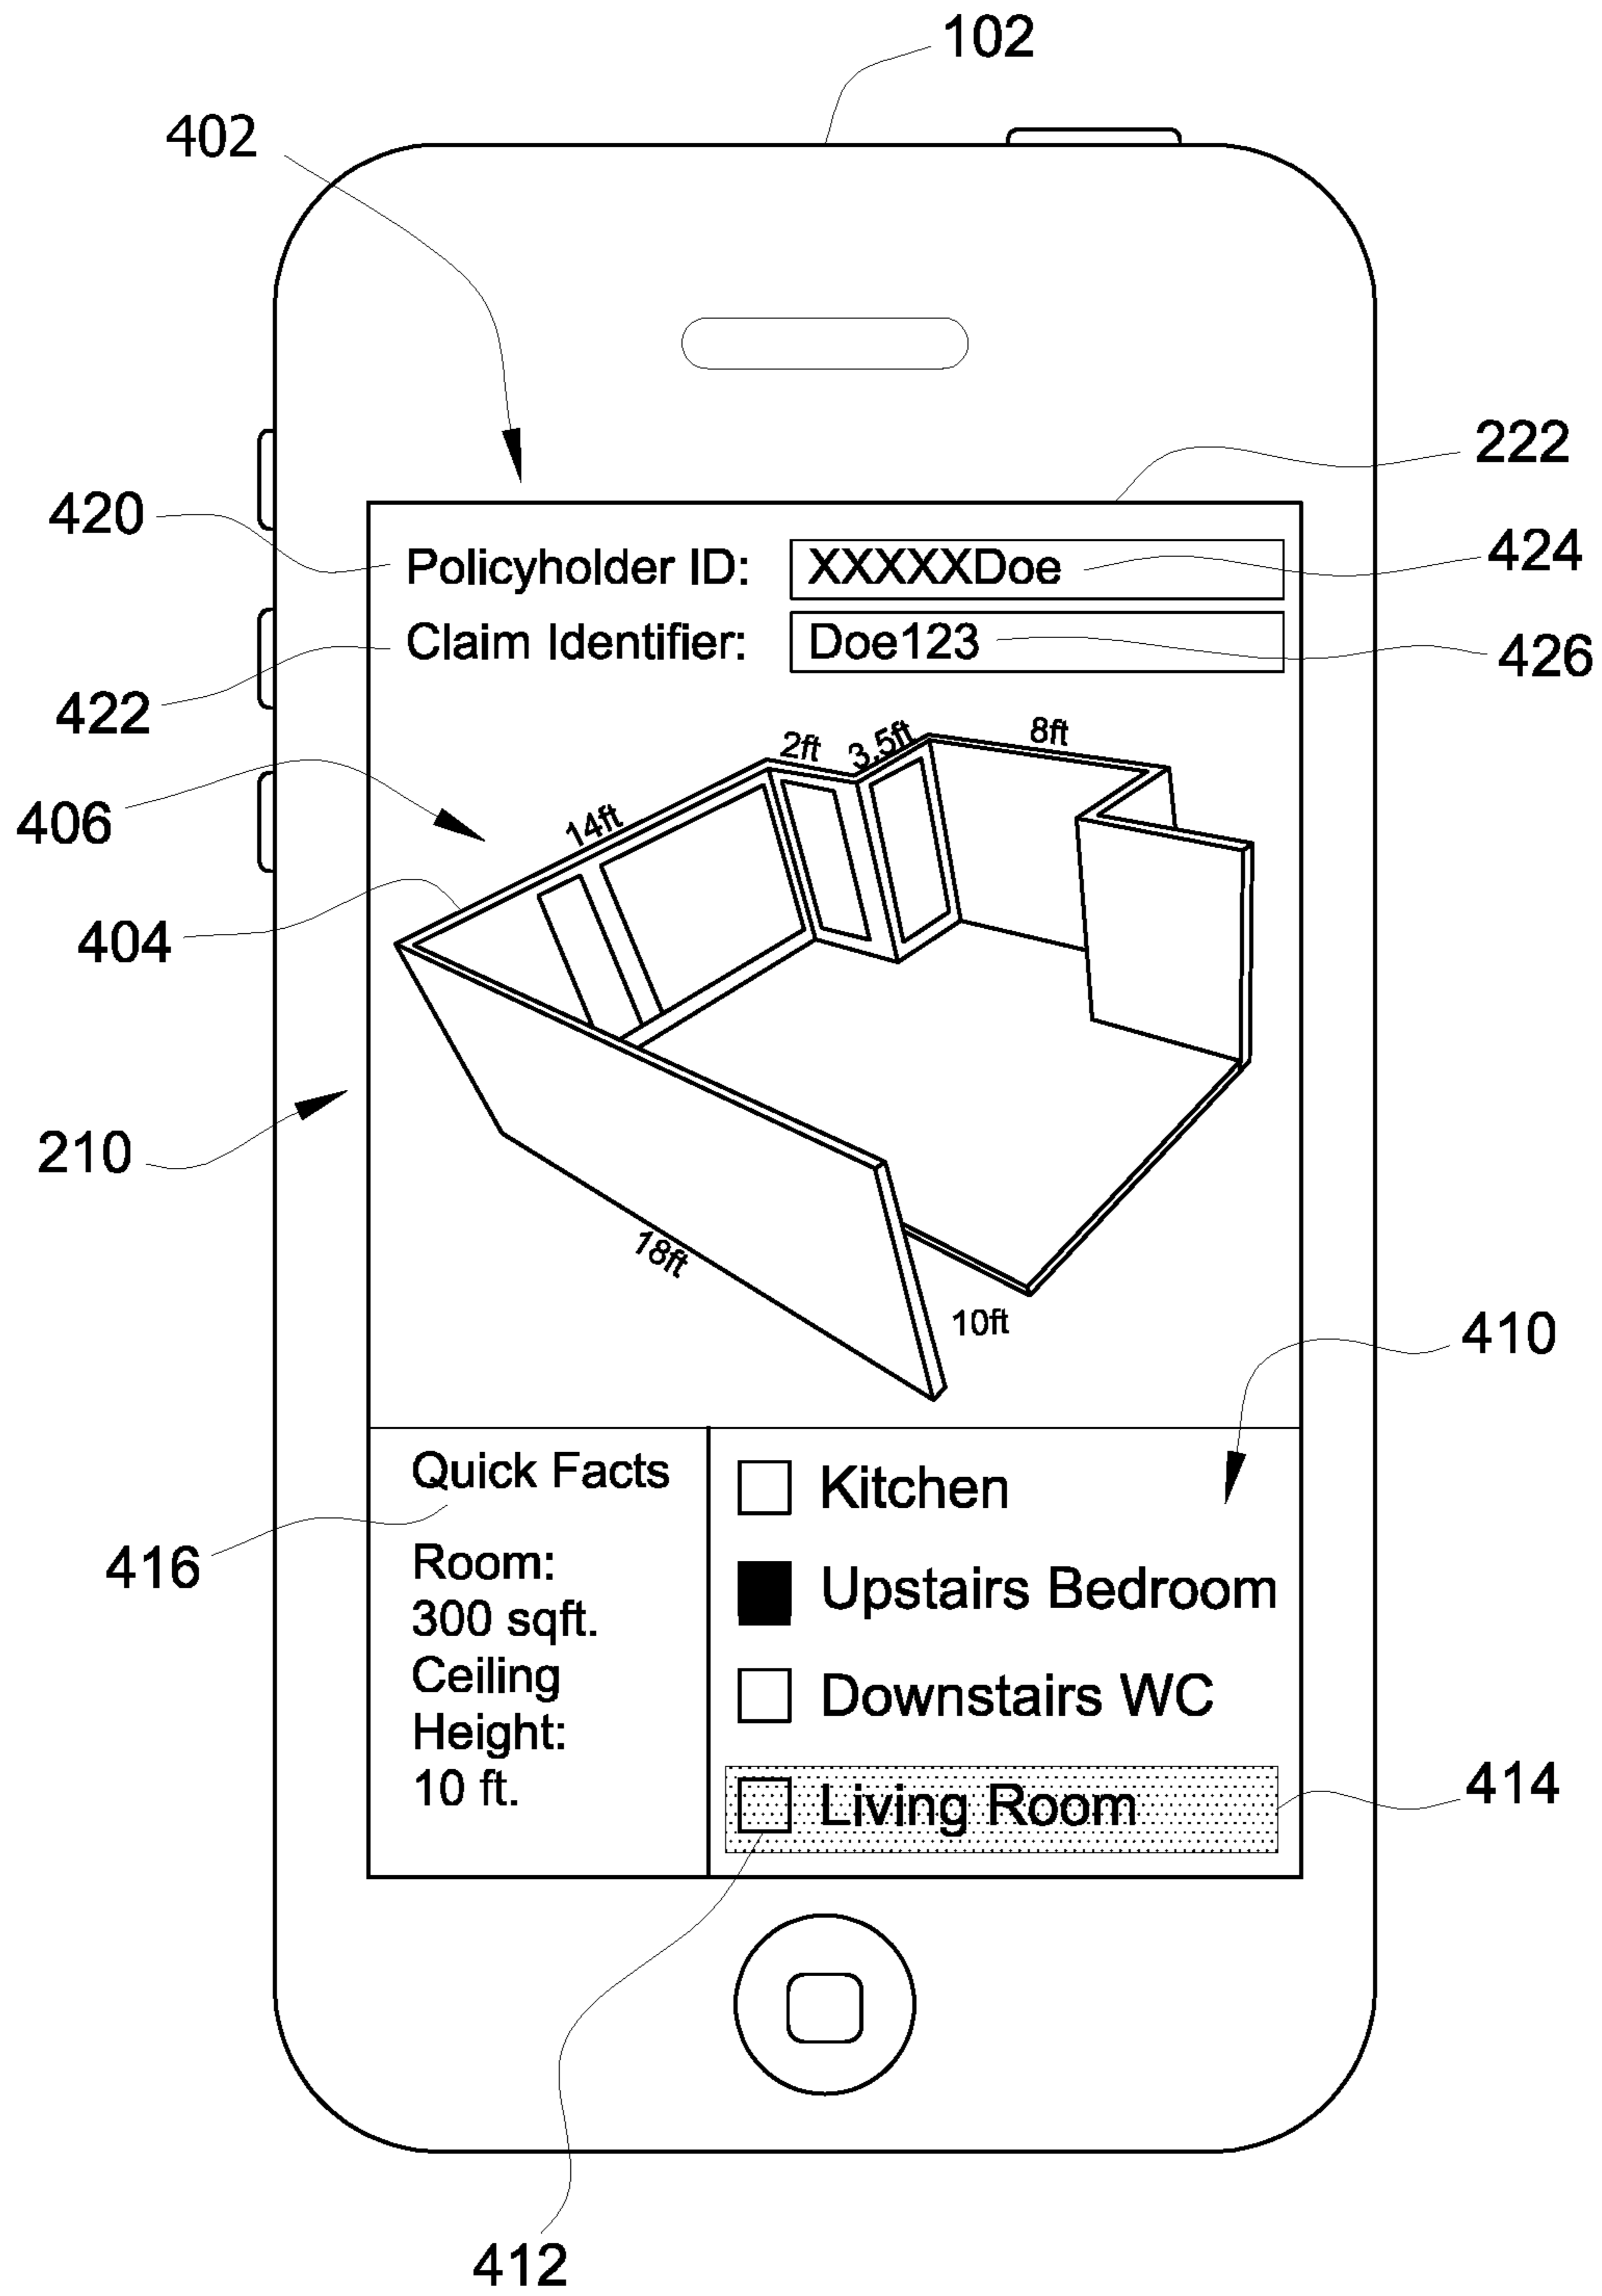 102
402
222
420
Policyholder ID:
XXXXXDoe
424
Claim Identifier:
Doe123
426
422
2ft
3.5ft
8ft
406
14ft
404
210
18ft
10ft
410
Quick Facts
Kitchen
416
Room:
300 sqft.
Ceiling
Height:
10 ft.
Upstairs Bedroom
Downstairs WC
Living Room
414
412